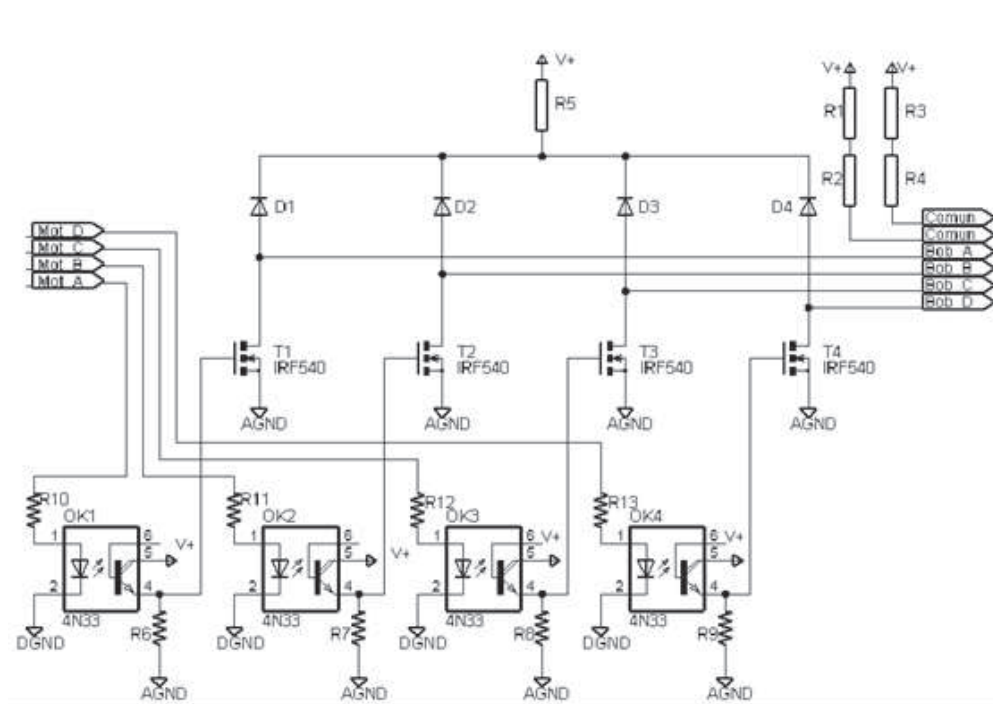 V+
R5
V+ V+
R1 R3
R2 R4
D1 D2 D3 D4
Mot D
Mot C
Mot B
Mot A
Comun
Comun
Bob A
Bob B
Bob C
Bob D
T1
IRF540
T2
IRF540
T3
IRF540
T4
IRF540
AGND AGND AGND AGND
R10 R11 R12 R13
OK1 OK2 OK3 OK4
1 6 V+
5
2 4
4N33
1 6 V+
5
2 4
4N33
1 6 V+
5
2 4
4N33
1 6 V+
5
2 4
4N33
R6 R7 R8 R9
DGND DGND DGND DGND
AGND AGND AGND AGND